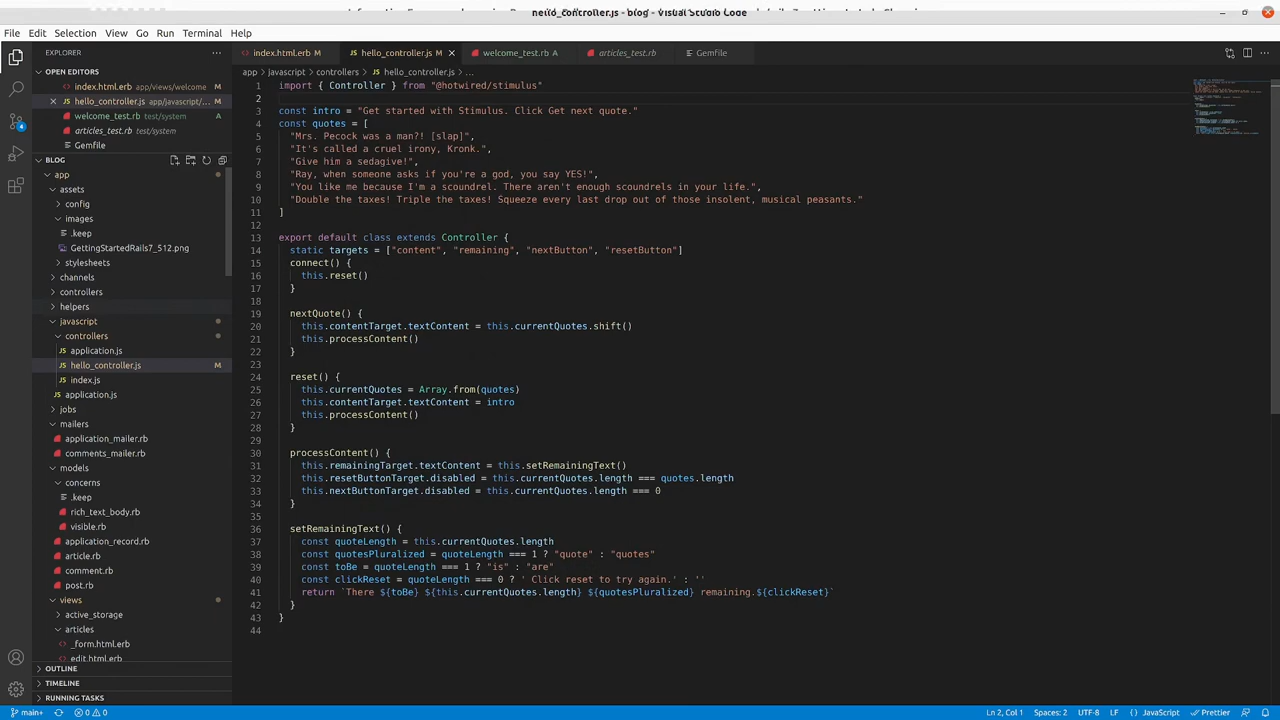 hello_controller.js - blog - Visual Studio Code
File Edit Selection View Go Run Terminal Help
EXPLORER
OPEN EDITORS
index.html.erb app/views/welcome M
hello_controller.js app/javascript/... M
welcome_test.rb test/system A
articles_test.rb test/system
Gemfile
BLOG
app
assets
config
images
.keep
GettingStartedRails7_512.png
stylesheets
channels
controllers
helpers
javascript
controllers
application.js
hello_controller.js M
index.js
application.js
jobs
mailers
application_mailer.rb
comments_mailer.rb
models
concerns
.keep
rich_text_body.rb
visible.rb
application_record.rb
article.rb
comment.rb
post.rb
views
active_storage
articles
_form.html.erb
edit.html.erb
OUTLINE
TIMELINE
RUNNING TASKS
index.html.erb M hello_controller.js M welcome_test.rb A articles_test.rb Gemfile
app > javascript > controllers > hello_controller.js > ...
1 import { Controller } from "@hotwired/stimulus"
2
3 const intro = "Get started with Stimulus. Click Get next quote."
4 const quotes = [
5 "Mrs. Pecock was a man?! [slap]",
6 "It's called a cruel irony, Kronk.",
7 "Give him a sedagive!",
8 "Ray, when someone asks if you're a god, you say YES!",
9 "You like me because I'm a scoundrel. There aren't enough scoundrels in your life.",
10 "Double the taxes! Triple the taxes! Squeeze every last drop out of those insolent, musical peasants."
11 ]
12
13 export default class extends Controller {
14 static targets = ["content", "remaining", "nextButton", "resetButton"]
15 connect() {
16 this.reset()
17 }
18
19 nextQuote() {
20 this.contentTarget.textContent = this.currentQuotes.shift()
21 this.processContent()
22 }
23
24 reset() {
25 this.currentQuotes = Array.from(quotes)
26 this.contentTarget.textContent = intro
27 this.processContent()
28 }
29
30 processContent() {
31 this.remainingTarget.textContent = this.setRemainingText()
32 this.resetButtonTarget.disabled = this.currentQuotes.length === quotes.length
33 this.nextButtonTarget.disabled = this.currentQuotes.length === 0
34 }
35
36 setRemainingText() {
37 const quoteLength = this.currentQuotes.length
38 const quotesPluralized = quoteLength === 1 ? "quote" : "quotes"
39 const toBe = quoteLength === 1 ? "is" : "are"
40 const clickReset = quoteLength === 0 ? ' Click reset to try again.' : ''
41 return `There ${toBe} ${this.currentQuotes.length} ${quotesPluralized} remaining.${clickReset}`
42 }
43 }
44
4
main+ 0 0 Ln 2, Col 1 Spaces: 2 UTF-8 LF {} JavaScript Prettier